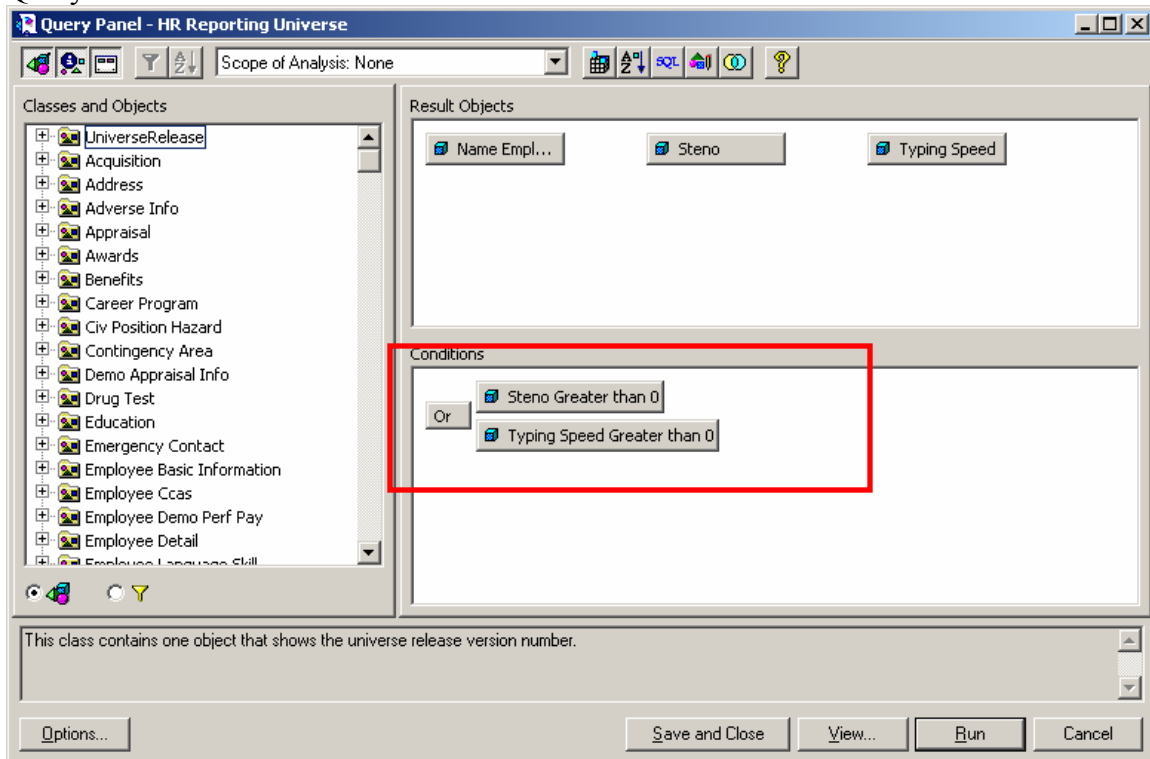 Query Panel - HR Reporting Universe
Scope of Analysis: None
SQL
Classes and Objects
UniverseRelease
Acquisition
Address
Adverse Info
Appraisal
Awards
Benefits
Career Program
Civ Position Hazard
Contingency Area
Demo Appraisal Info
Drug Test
Education
Emergency Contact
Employee Basic Information
Employee Ccas
Employee Demo Perf Pay
Employee Detail
Employee Language Skill
Result Objects
Name Empl...
Steno
Typing Speed
Conditions
Or
Steno Greater than 0
Typing Speed Greater than 0
This class contains one object that shows the universe release version number.
Options...
Save and Close
View...
Run
Cancel